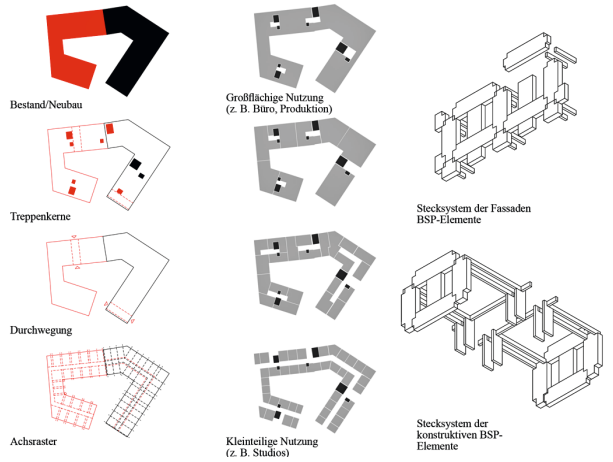 Bestand/Neubau
Treppenkerne
Durchwegung
Achsraster
Großflächige Nutzung
(z. B. Büro, Produktion)
Kleinteilige Nutzung
(z. B. Studios)
Stecksystem der Fassaden
BSP-Elemente
Stecksystem der
konstruktiven BSP-
Elemente